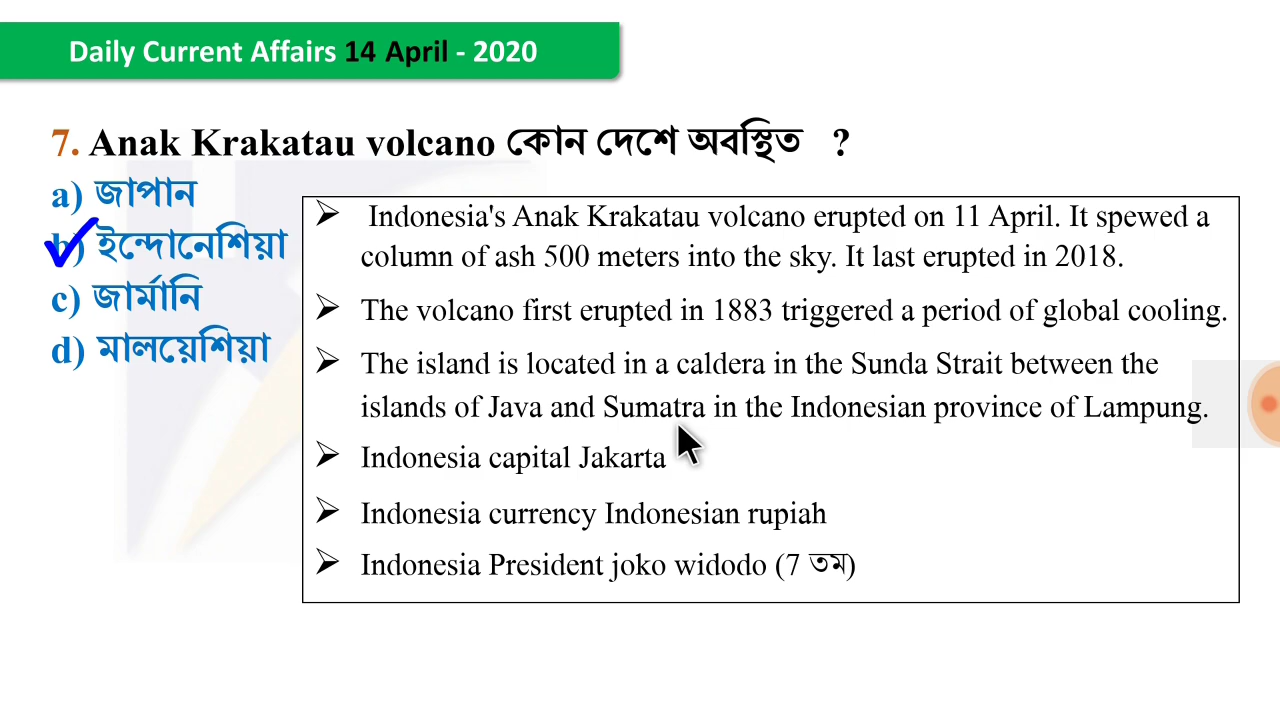 Daily Current Affairs 14 April - 2020
7. Anak Krakatau volcano কোন দেশে অবস্থিত ?
a) জাপান
b) ইন্দোনেশিয়া
c) জার্মানি
d) মালয়েশিয়া
➢ Indonesia's Anak Krakatau volcano erupted on 11 April. It spewed a
column of ash 500 meters into the sky. It last erupted in 2018.
➢ The volcano first erupted in 1883 triggered a period of global cooling.
➢ The island is located in a caldera in the Sunda Strait between the
islands of Java and Sumatra in the Indonesian province of Lampung.
➢ Indonesia capital Jakarta
➢ Indonesia currency Indonesian rupiah
➢ Indonesia President joko widodo (7 তম)